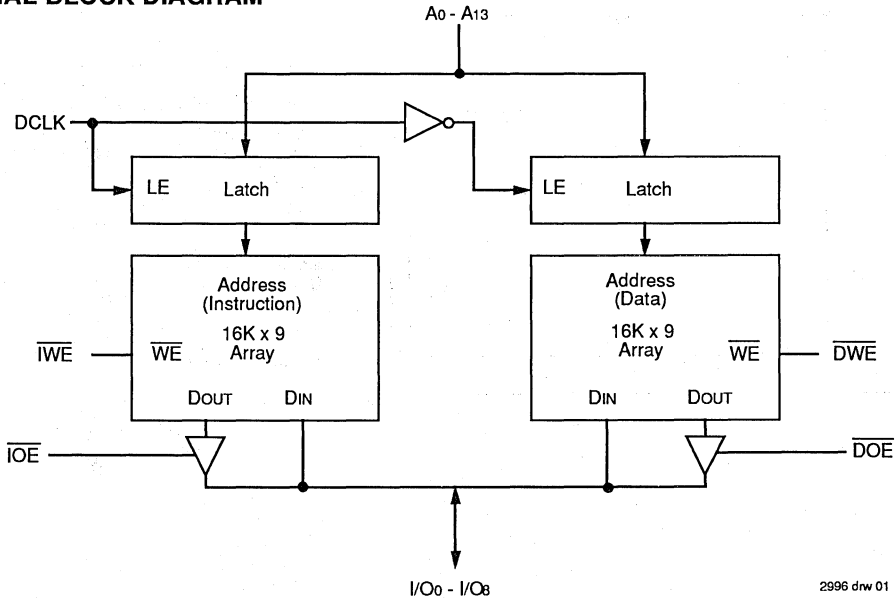 BLOCK DIAGRAM
A0 - A13
DCLK
LE Latch
LE Latch
Address
(Instruction)
16K x 9
Array
Address
(Data)
16K x 9
Array
IWE
WE
WE
DWE
DOUT DIN
DIN DOUT
IOE
DOE
I/O0 - I/O8
2996 drw 01